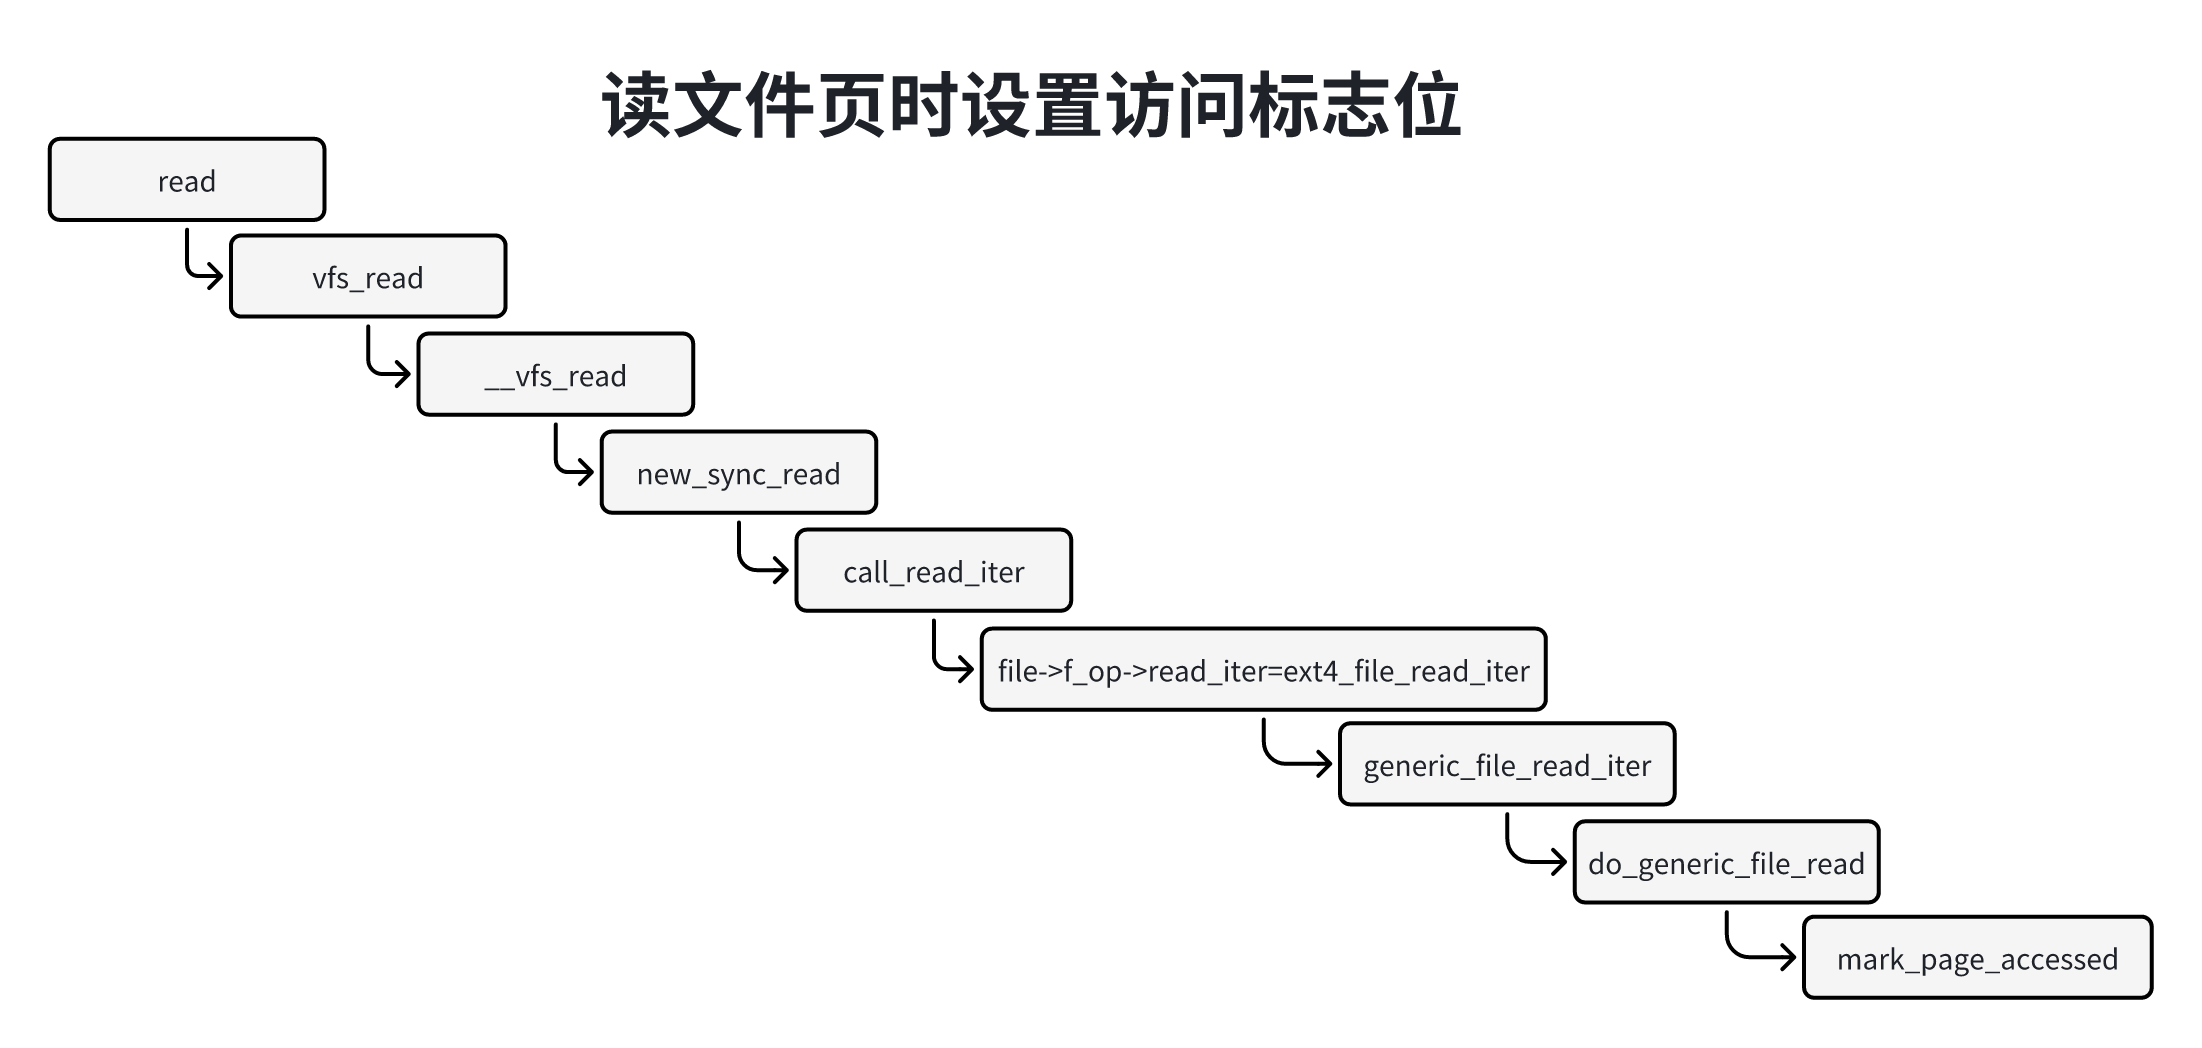 读文件页时设置访问标志位
read
vfs_read
__vfs_read
new_sync_read
call_read_iter
file->f_op->read_iter=ext4_file_read_iter
generic_file_read_iter
do_generic_file_read
mark_page_accessed